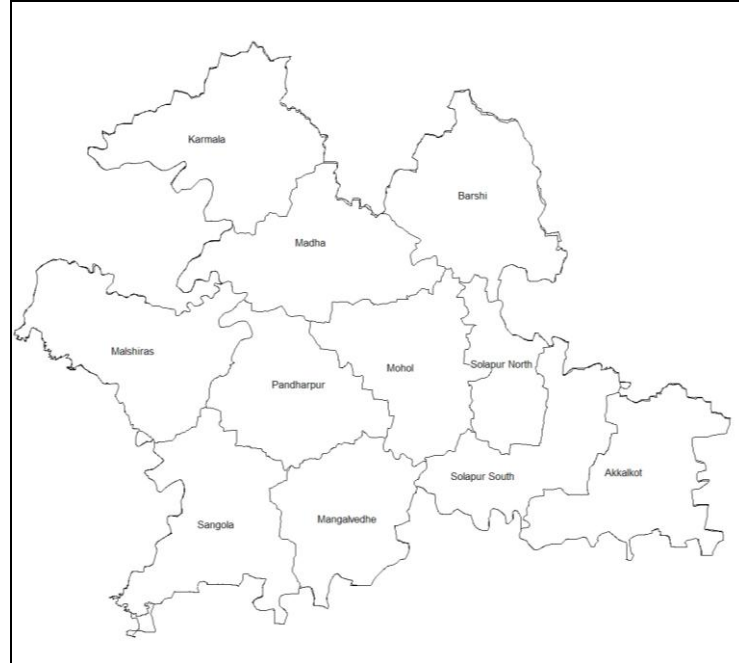 Karmala
Barshi
Madha
Malshiras
Pandharpur
Mohol
Solapur North
Solapur South
Akkalkot
Sangola
Mangalvedhe